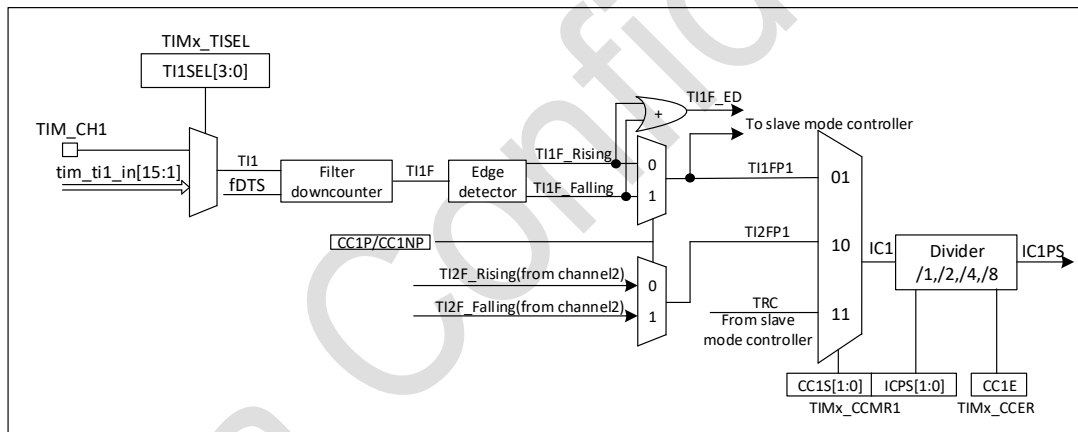 TIMx_TISEL
TI1SEL[3:0]
TIM_CH1
tim_ti1_in[15:1]
TI1
fDTS
Filter
downcounter
TI1F
Edge
detector
TI1F_Rising
TI1F_Falling
+
TI1F_ED
To slave mode controller
0
1
TI1FP1
CC1P/CC1NP
TI2F_Rising(from channel2)
TI2F_Falling(from channel2)
0
1
TI2FP1
TRC
From slave
mode controller
01
10
11
IC1
Divider
/1,/2,/4,/8
IC1PS
CC1S[1:0]
ICPS[1:0]
CC1E
TIMx_CCMR1
TIMx_CCER